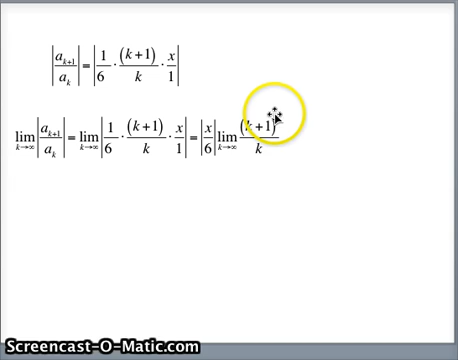 |a_{k+1}/a_k| = |1/6 · (k+1)/k · x/1|
lim_{k→∞} |a_{k+1}/a_k| = lim_{k→∞} |1/6 · (k+1)/k · x/1| = |x/6| lim_{k→∞} (k+1)/k
Screencast-O-Matic.com